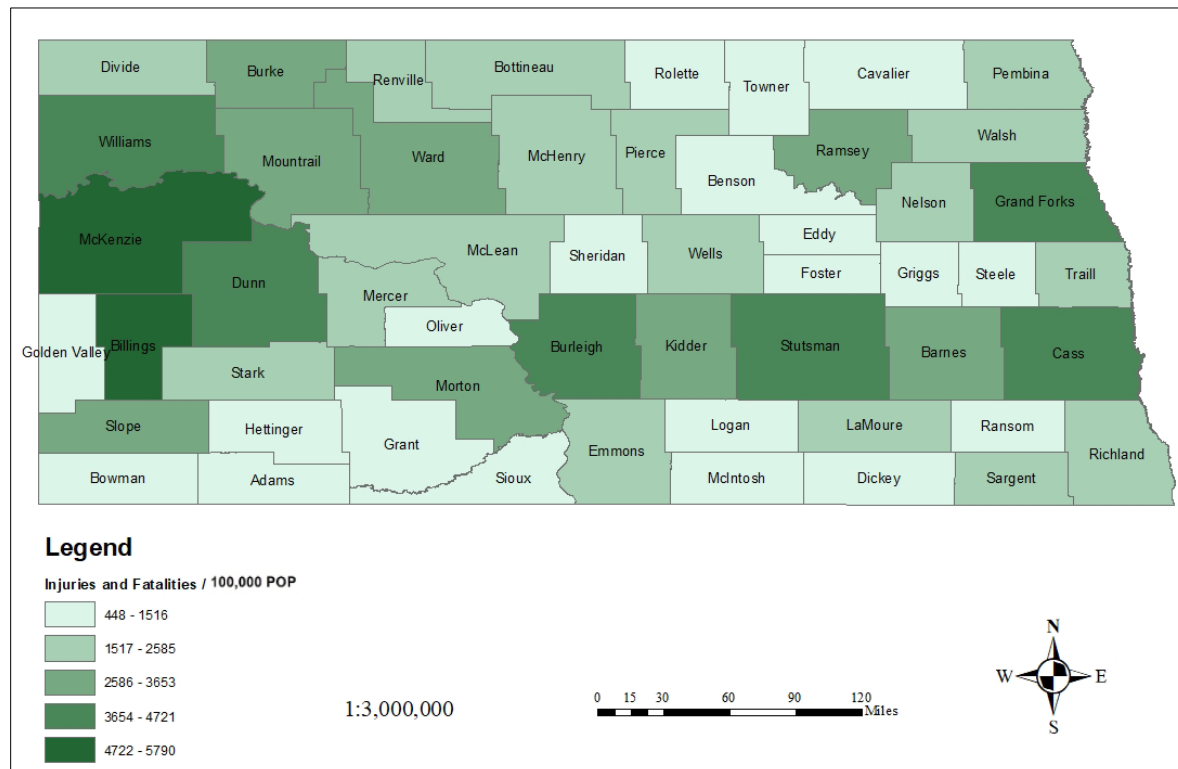 Divide
Burke
Renville
Bottineau
Rolette
Towner
Cavalier
Pembina
Williams
Mountrail
Ward
McHenry
Pierce
Benson
Ramsey
Walsh
Nelson
Grand Forks
McKenzie
Dunn
McLean
Sheridan
Wells
Eddy
Foster
Griggs
Steele
Traill
Mercer
Oliver
Golden Valley
Billings
Stark
Morton
Burleigh
Kidder
Stutsman
Barnes
Cass
Slope
Hettinger
Grant
Emmons
Logan
LaMoure
Ransom
Richland
Bowman
Adams
Sioux
McIntosh
Dickey
Sargent
Legend
Injuries and Fatalities / 100,000 POP
448 - 1516
1517 - 2585
2586 - 3653
3654 - 4721
4722 - 5790
1:3,000,000
0 15 30 60 90 120
Miles
N
W E
S